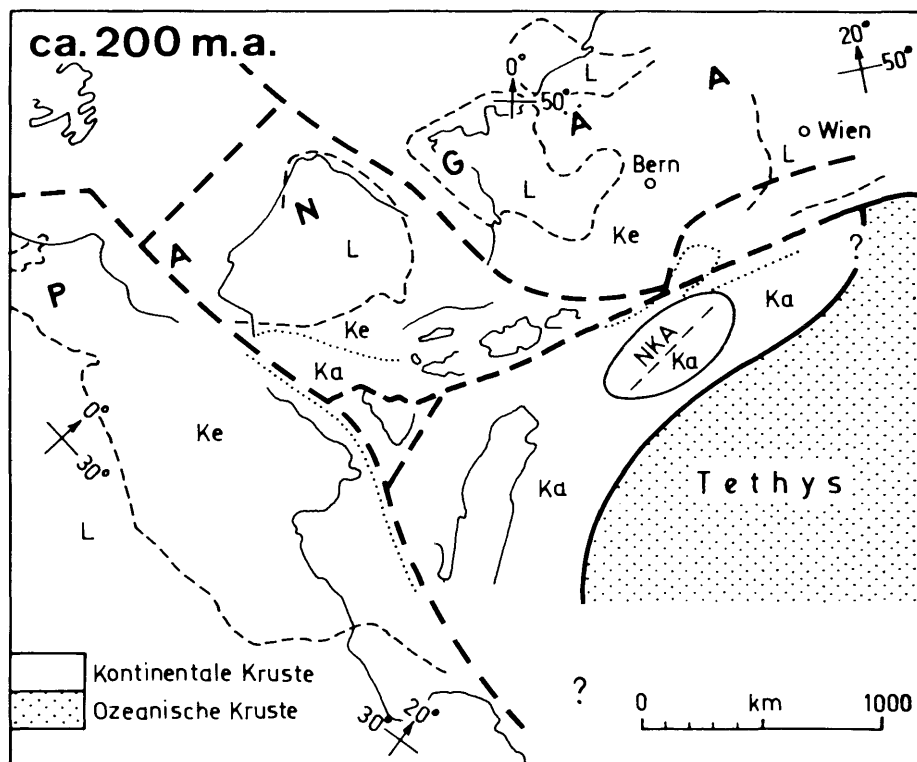 ca. 200 m.a.
0°
50°
20°
50°
L
A
A
Wien
G
L
Bern
L
N
L
Ke
A
P
Ke
Ka
?
Ka
NKA
Ka
0°
30°
Ke
L
Ka
Tethys
Kontinentale Kruste
Ozeanische Kruste
30°
20°
?
0
km
1000